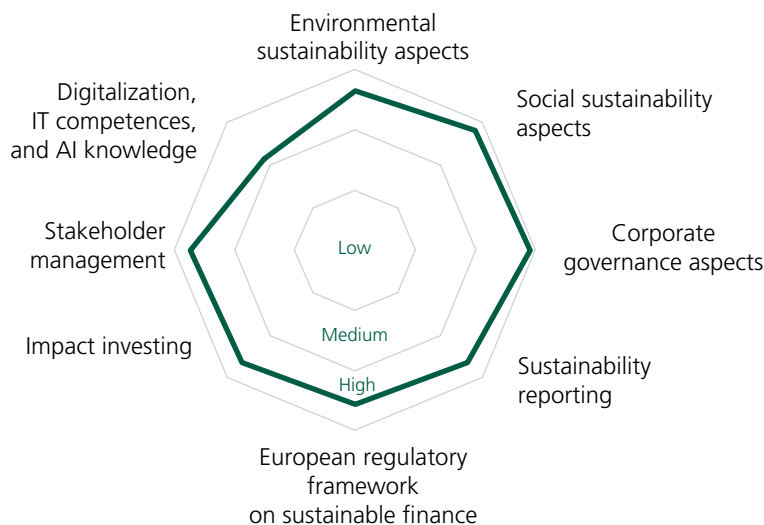 Environmental
sustainability aspects
Social sustainability
aspects
Corporate
governance aspects
Sustainability
reporting
European regulatory
framework
on sustainable finance
Impact investing
Stakeholder
management
Digitalization,
IT competences,
and AI knowledge
Low
Medium
High